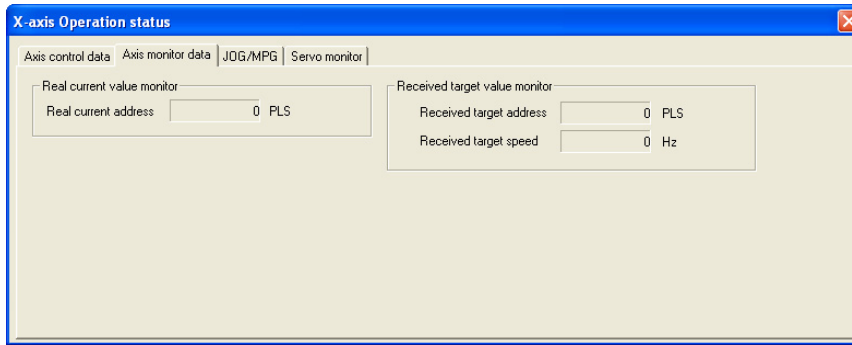 X-axis Operation status
Axis control data Axis monitor data JOG/MPG Servo monitor
Real current value monitor
Real current address 0 PLS
Received target value monitor
Received target address 0 PLS
Received target speed 0 Hz